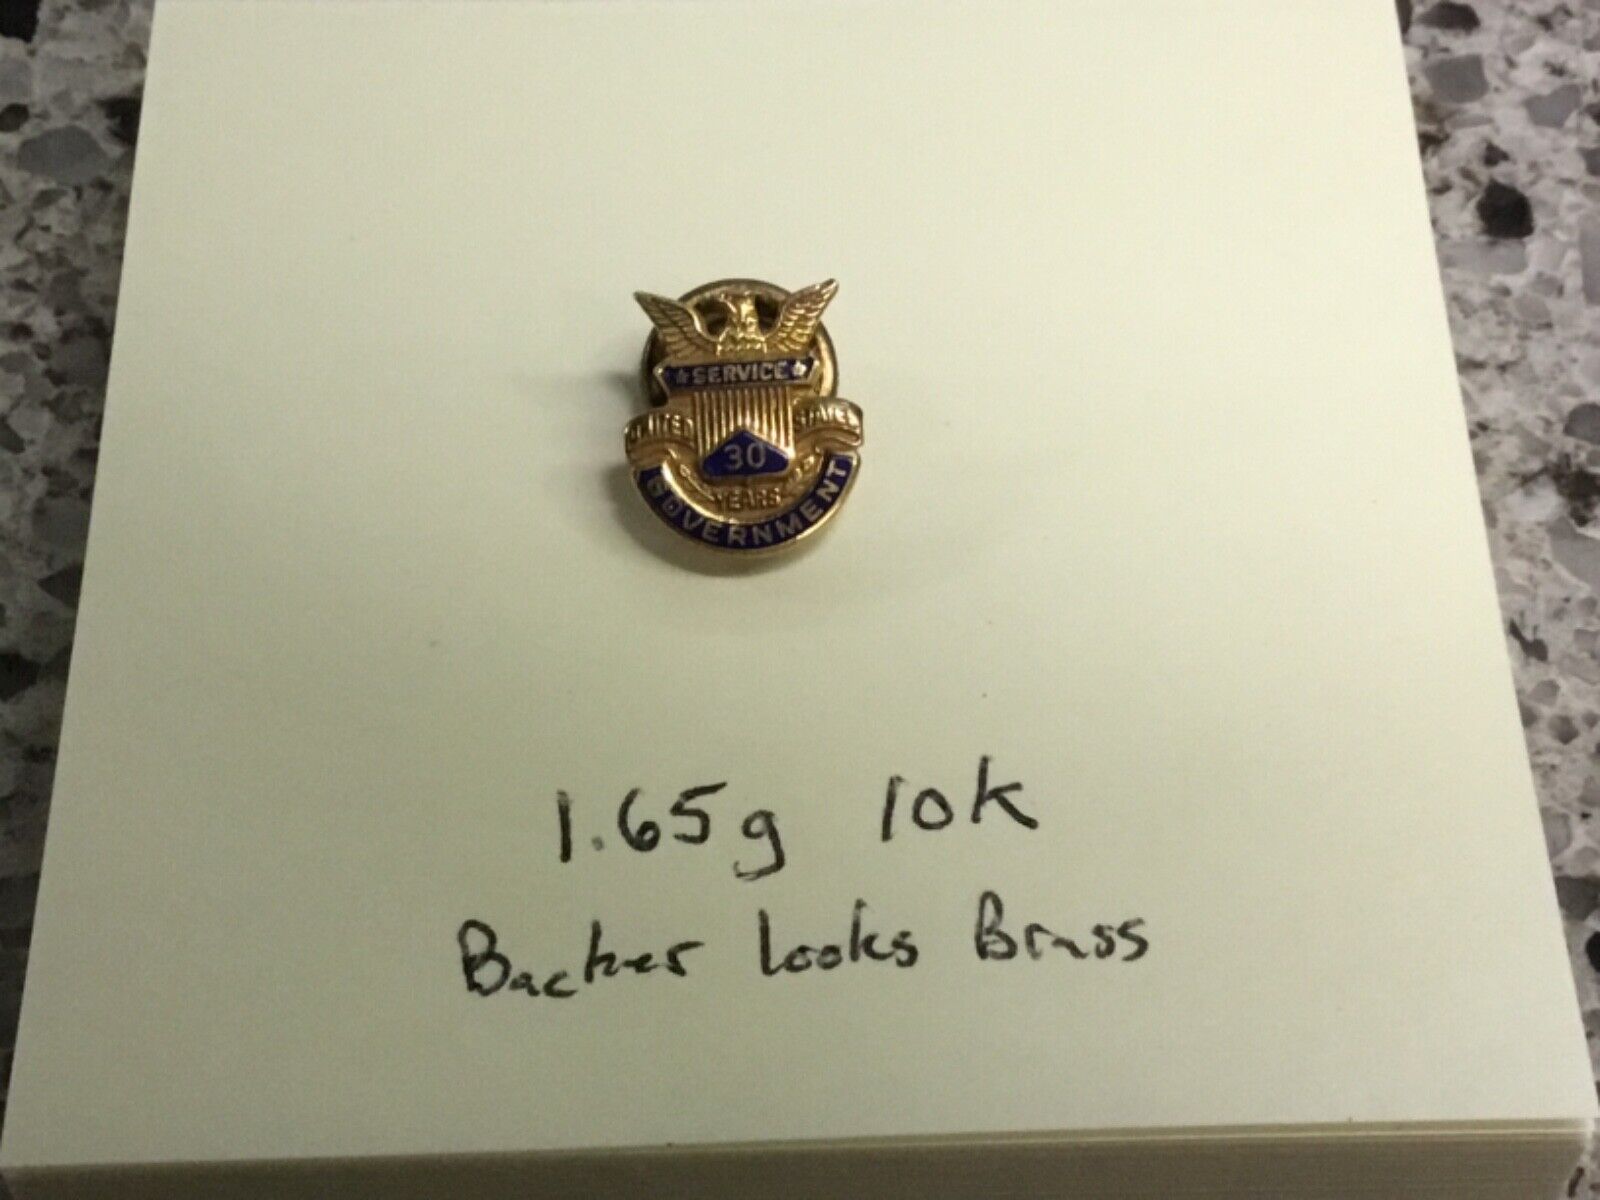 ★ SERVICE ★
UNITED STATES
30
YEARS
GOVERNMENT
1.65g 10k
Backer looks Brass